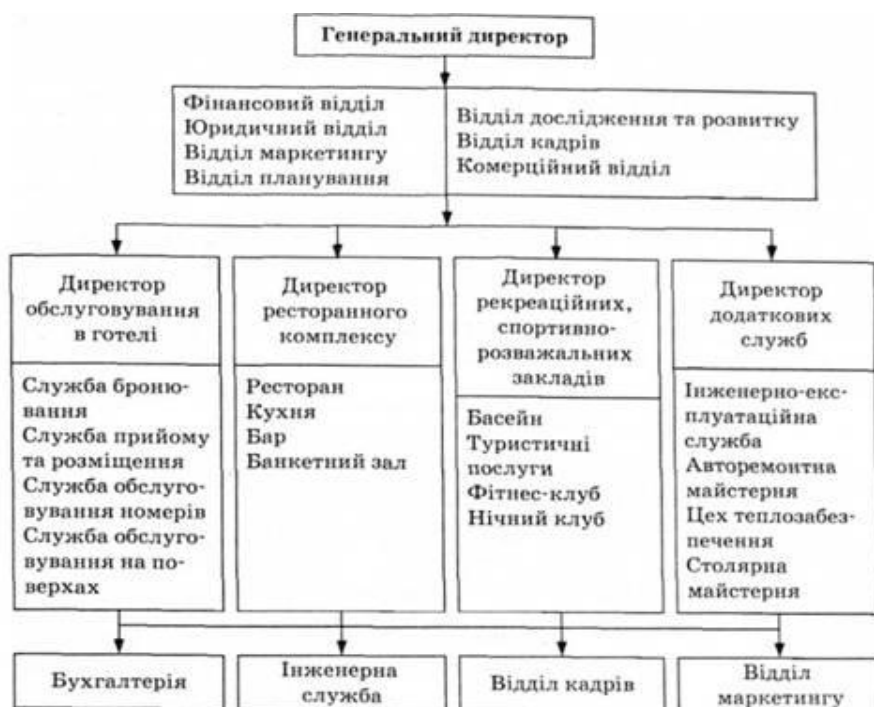 Генеральний директор
Фінансовий відділ
Юридичний відділ
Відділ маркетингу
Відділ планування
Відділ дослідження та розвитку
Відділ кадрів
Комерційний відділ
Директор
обслуговування
в готелі
Служба броню-
вання
Служба прийому
та розміщення
Служба обслуго-
вування номерів
Служба обслуго-
вування на по-
верхах
Директор
ресторанного
комплексу
Ресторан
Кухня
Бар
Банкетний зал
Директор
рекреаційних,
спортивно-
розважальних
закладів
Басейн
Туристичні
послуги
Фітнес-клуб
Нічний клуб
Директор
додаткових
служб
Інженерно-екс-
плуатаційна
служба
Авторемонтна
майстерня
Цех теплозабез-
печення
Столярна
майстерня
Бухгалтерія
Інженерна
служба
Відділ кадрів
Відділ
маркетингу